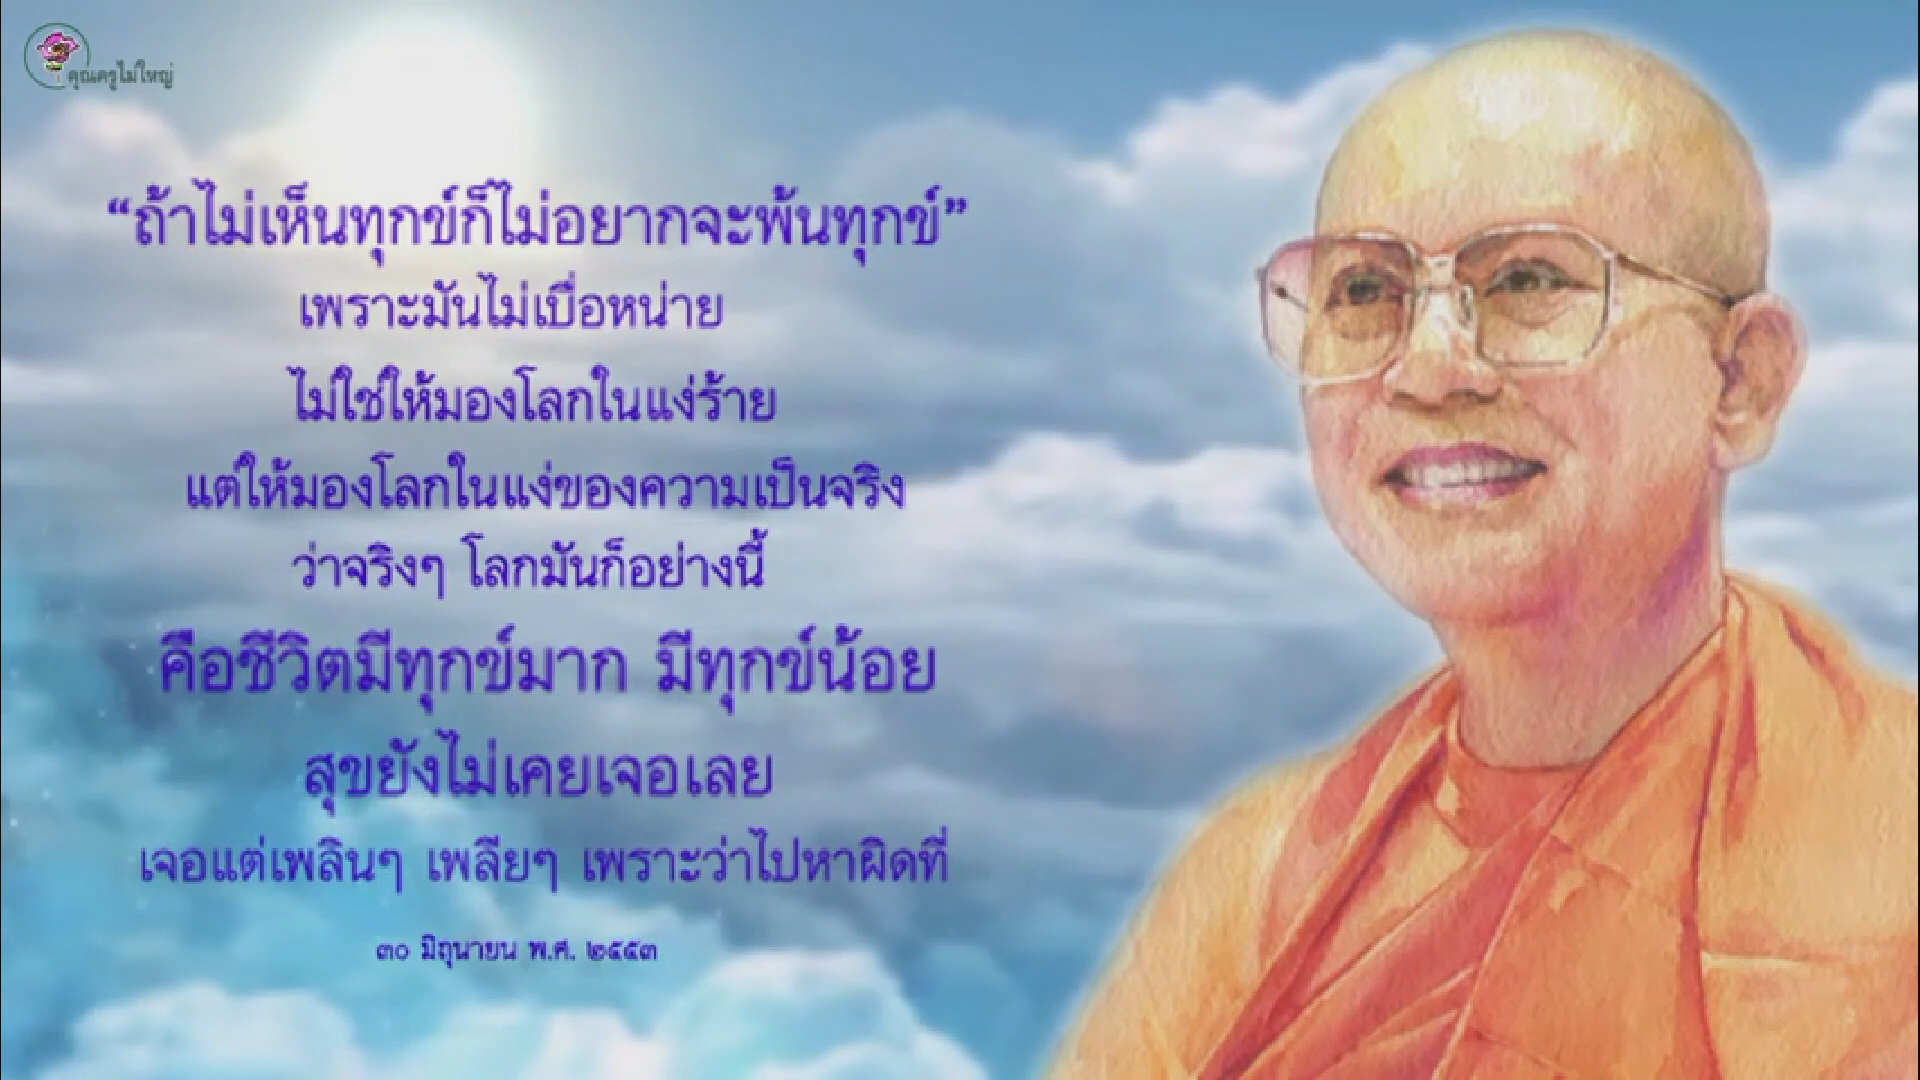 คุณครูไม่ใหญ่
“ถ้าไม่เห็นทุกข์ก็ไม่อยากจะพ้นทุกข์”
เพราะมันไม่เบื่อหน่าย
ไม่ใช่ให้มองโลกในแง่ร้าย
แต่ให้มองโลกในแง่ของความเป็นจริง
ว่าจริงๆ โลกมันก็อย่างนี้
คือชีวิตมีทุกข์มาก มีทุกข์น้อย
สุขยังไม่เคยเจอเลย
เจอแต่เพลินๆ เพลียๆ เพราะว่าไปหาผิดที่
๓๐ มิถุนายน พ.ศ. ๒๕๕๓